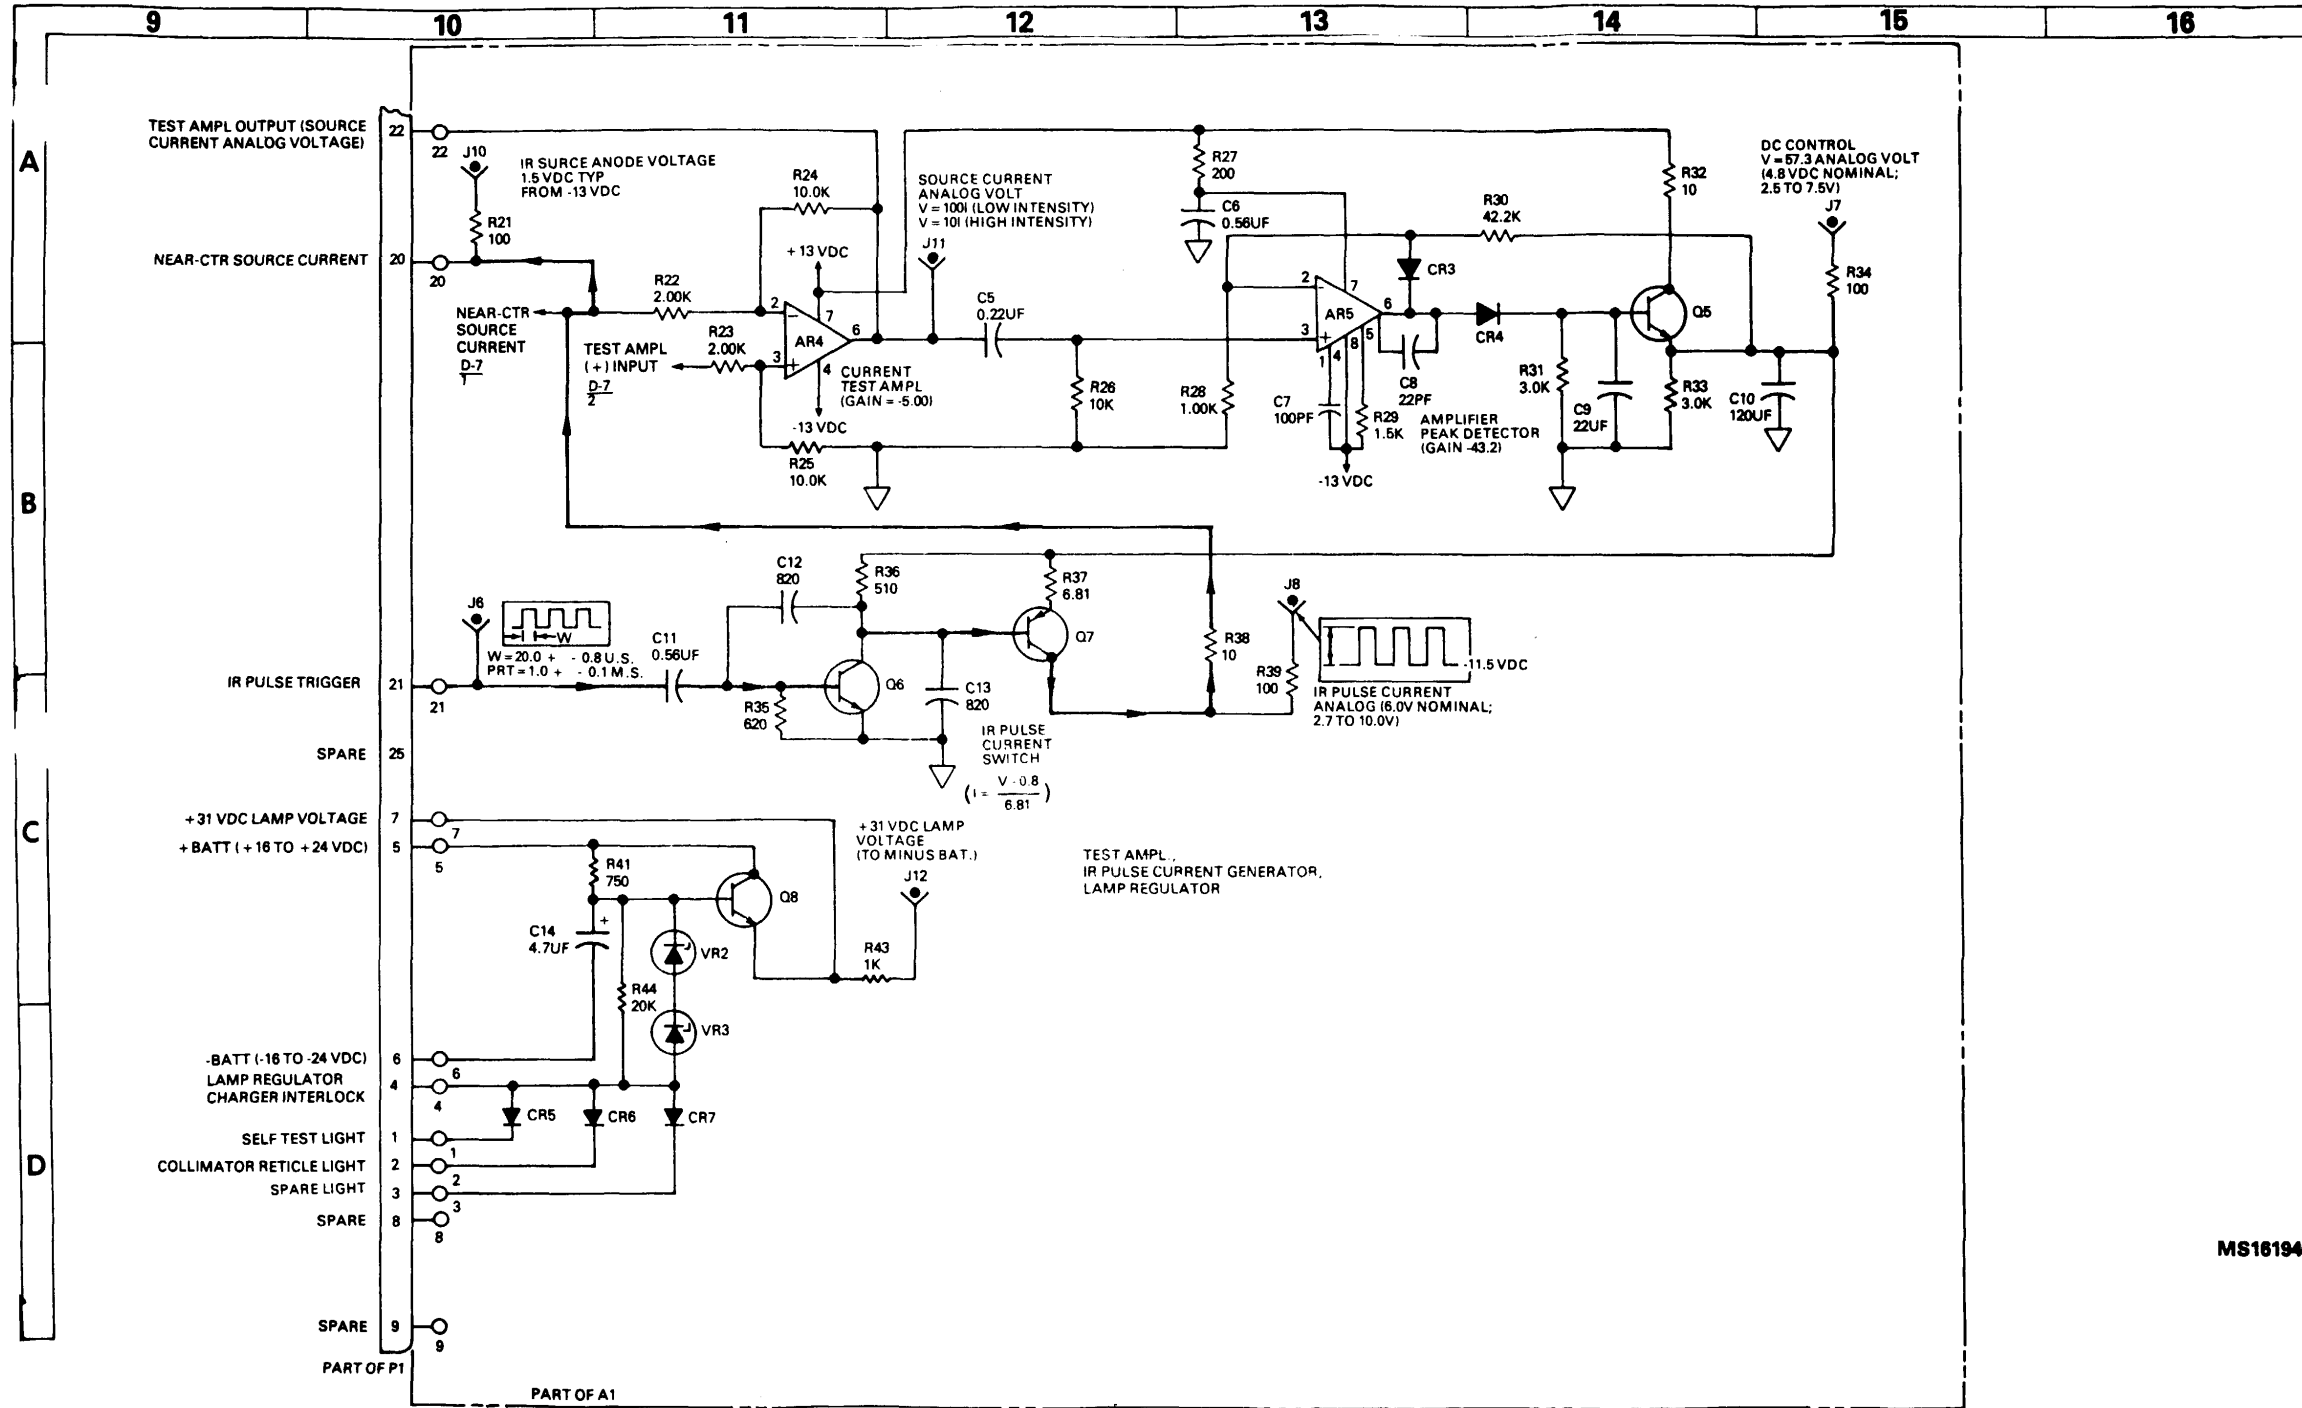 9 10 11 12 13 14 15 16
A
B
C
D
TEST AMPL OUTPUT (SOURCE
CURRENT ANALOG VOLTAGE)
22
22
J10
IR SURCE ANODE VOLTAGE
1.5 VDC TYP
FROM -13 VDC
R21
100
NEAR-CTR SOURCE CURRENT
20
20
NEAR-CTR
SOURCE
CURRENT
D-7
1
R22
2.00K
R23
2.00K
TEST AMPL
(+) INPUT
D-7
2
R24
10.0K
+13 VDC
2
-
7
AR4
6
3
+
4
CURRENT
TEST AMPL
(GAIN = -5.00)
-13 VDC
R25
10.0K
SOURCE CURRENT
ANALOG VOLT
V = 100I (LOW INTENSITY)
V = 10I (HIGH INTENSITY)
J11
C5
0.22UF
R26
10K
R27
200
C6
0.56UF
R28
1.00K
2
-
7
AR5
6
3
+
1
4
8
5
C7
100PF
R29
1.5K
-13 VDC
CR3
C8
22PF
R30
42.2K
CR4
AMPLIFIER
PEAK DETECTOR
(GAIN -43.2)
R31
3.0K
C9
22UF
R32
10
Q5
R33
3.0K
C10
120UF
DC CONTROL
V = 57.3 ANALOG VOLT
(4.8 VDC NOMINAL;
2.5 TO 7.5V)
J7
R34
100
IR PULSE TRIGGER
21
21
J6
W
W = 20.0 + - 0.8 U.S.
PRT = 1.0 + - 0.1 M.S.
C11
0.56UF
C12
820
R35
620
R36
510
Q6
C13
820
R37
6.81
Q7
IR PULSE
CURRENT
SWITCH
(I = V - 0.8
6.81)
R38
10
J8
R39
100
-11.5 VDC
IR PULSE CURRENT
ANALOG (6.0V NOMINAL;
2.7 TO 10.0V)
SPARE
25
+31 VDC LAMP VOLTAGE
7
7
+BATT (+16 TO +24 VDC)
5
5
R41
750
C14
4.7UF
+
R44
20K
VR2
VR3
Q8
+31 VDC LAMP
VOLTAGE
(TO MINUS BAT.)
J12
R43
1K
TEST AMPL.,
IR PULSE CURRENT GENERATOR,
LAMP REGULATOR
-BATT (-16 TO -24 VDC)
6
6
LAMP REGULATOR
CHARGER INTERLOCK
4
4
CR5
CR6
CR7
SELF TEST LIGHT
1
1
COLLIMATOR RETICLE LIGHT
2
2
SPARE LIGHT
3
3
SPARE
8
8
SPARE
9
9
PART OF P1
PART OF A1
MS16194